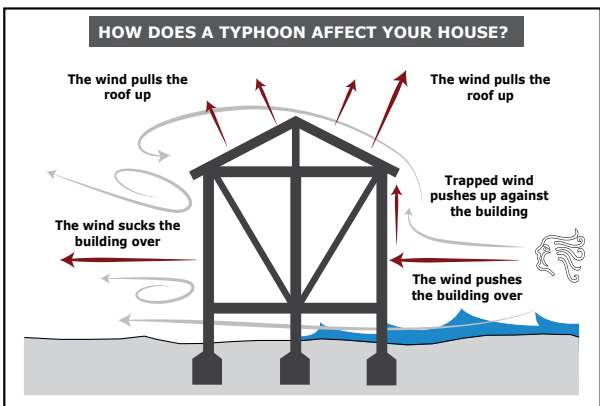 HOW DOES A TYPHOON AFFECT YOUR HOUSE?
The wind pulls the
roof up
The wind pulls the
roof up
Trapped wind
pushes up against
the building
The wind sucks the
building over
The wind pushes
the building over